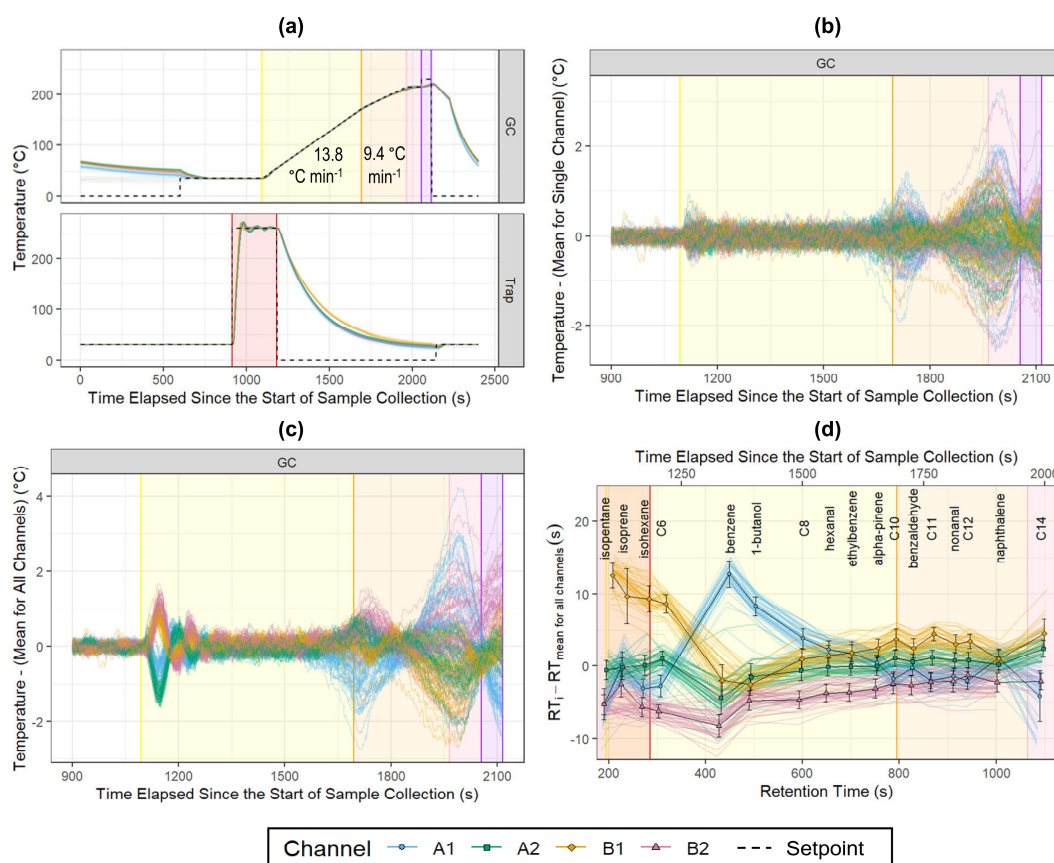 (a)
GC
200
100
0
13.8
°C min-1
9.4 °C
min-1
Trap
200
100
0
Temperature (°C)
0
500
1000
1500
2000
2500
Time Elapsed Since the Start of Sample Collection (s)
(b)
GC
Temperature - (Mean for Single Channel) (°C)
2
0
-2
900
1200
1500
1800
2100
Time Elapsed Since the Start of Sample Collection (s)
(c)
GC
Temperature - (Mean for All Channels) (°C)
4
2
0
-2
900
1200
1500
1800
2100
Time Elapsed Since the Start of Sample Collection (s)
(d)
Time Elapsed Since the Start of Sample Collection (s)
1250
1500
1750
2000
RTi – RTmean for all channels (s)
20
10
0
-10
isopentane
isoprene
isohexane
C6
benzene
1-butanol
C8
hexanal
ethylbenzene
alpha-pinene
C10
benzaldehyde
C11
nonanal
C12
naphthalene
C14
200
400
600
800
1000
Retention Time (s)
Channel A1 A2 B1 B2 Setpoint